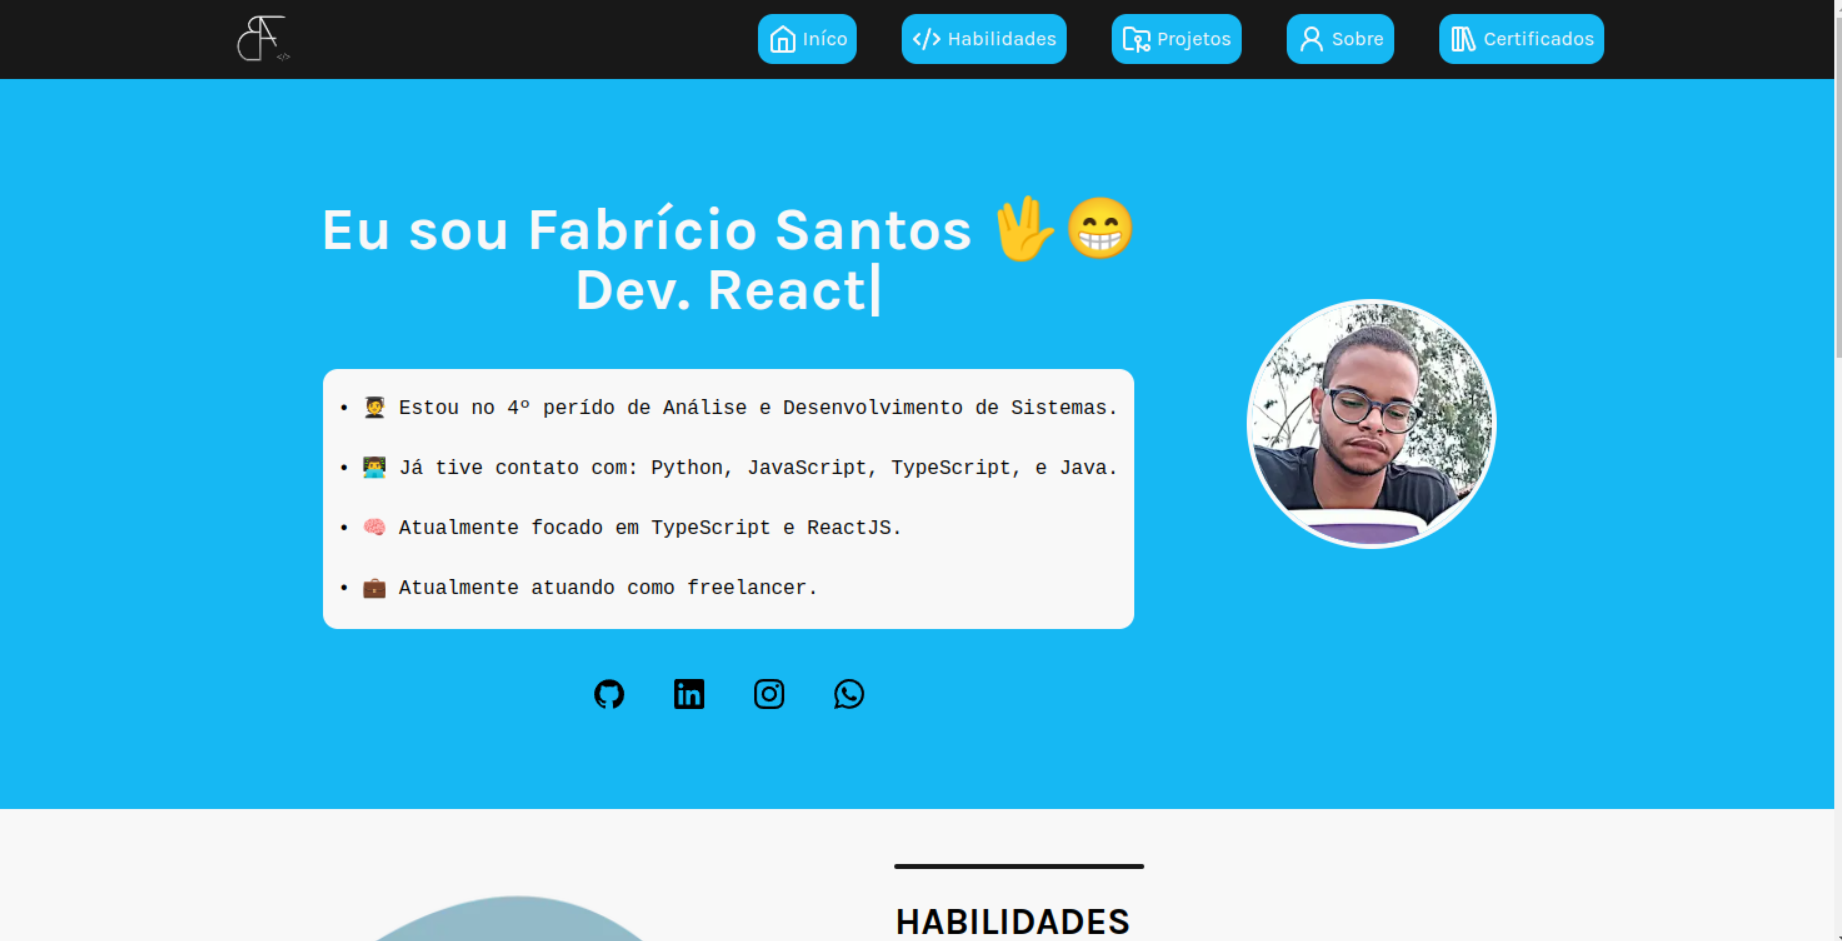 Iníco
Habilidades
Projetos
Sobre
Certificados
Eu sou Fabrício Santos 🖖😁
Dev. React|
• 🧑‍🎓 Estou no 4º perído de Análise e Desenvolvimento de Sistemas.
• 👨‍💻 Já tive contato com: Python, JavaScript, TypeScript, e Java.
• 🧠 Atualmente focado em TypeScript e ReactJS.
• 💼 Atualmente atuando como freelancer.
HABILIDADES